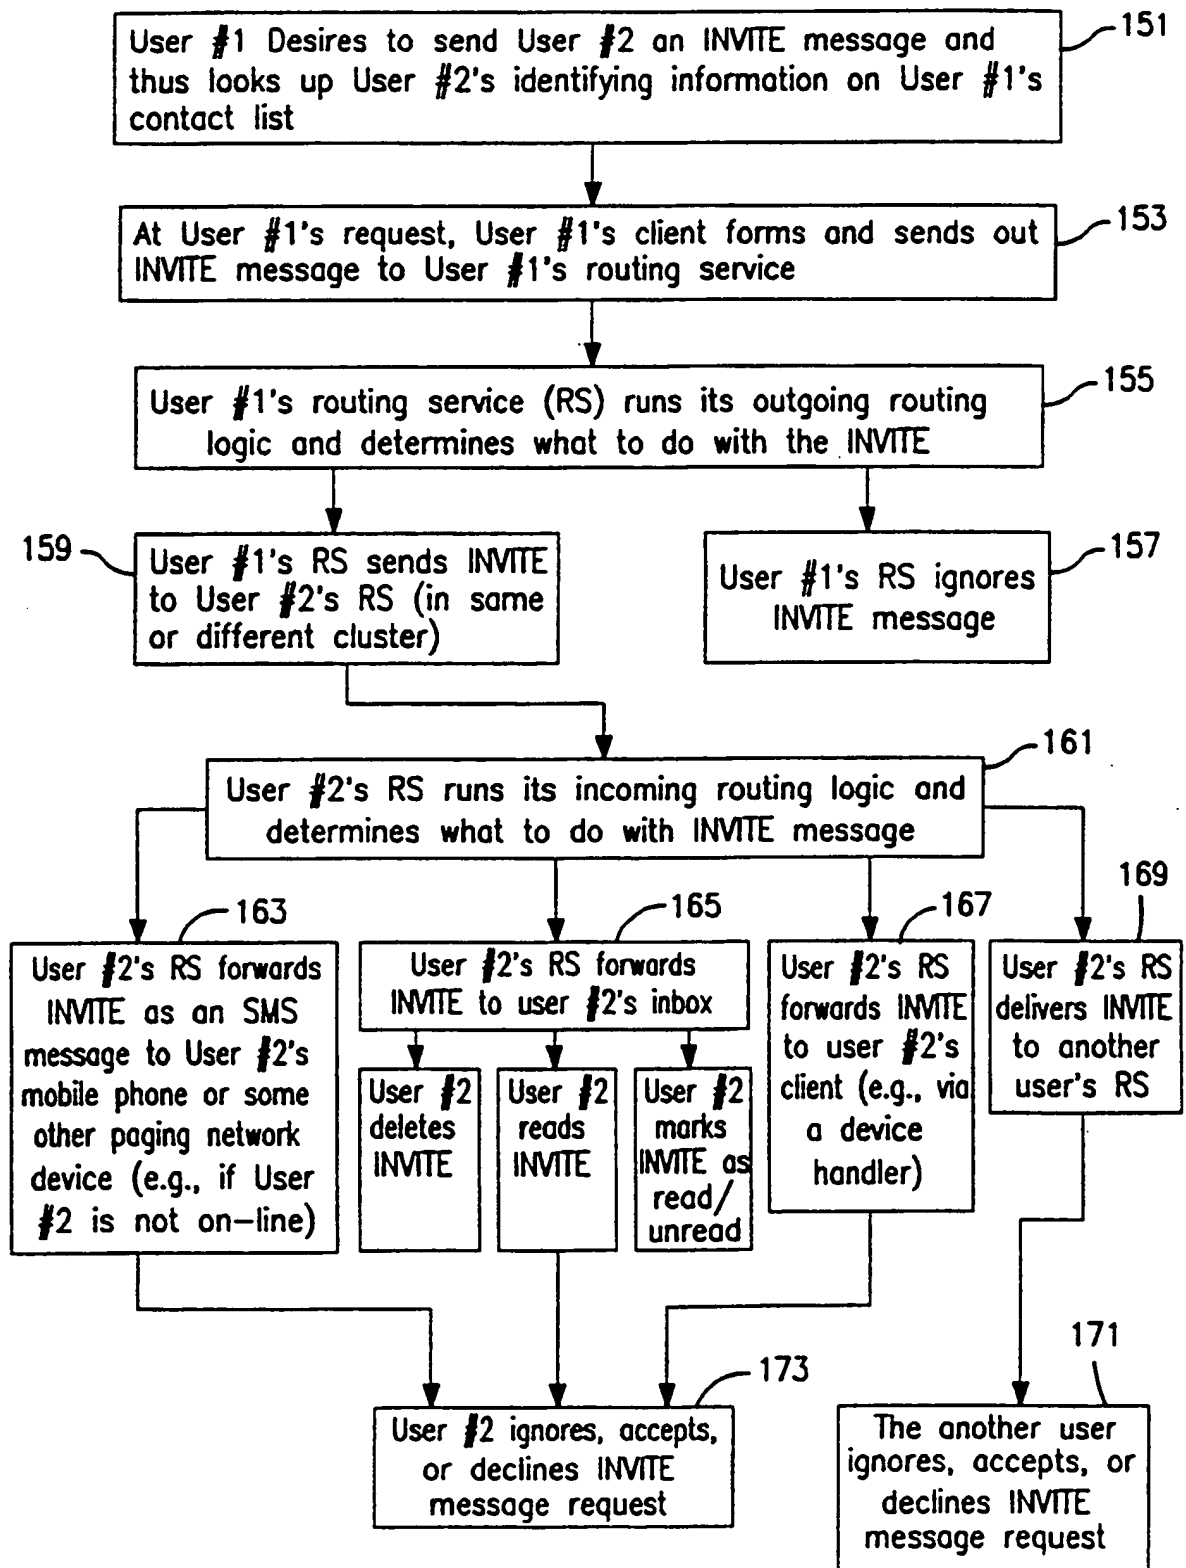 User #1 Desires to send User #2 an INVITE message and
thus looks up User #2's identifying information on User #1's
contact list
151
At User #1's request, User #1's client forms and sends out
INVITE message to User #1's routing service
153
User #1's routing service (RS) runs its outgoing routing
logic and determines what to do with the INVITE
155
159
User #1's RS sends INVITE
to User #2's RS (in same
or different cluster)
User #1's RS ignores
INVITE message
157
User #2's RS runs its incoming routing logic and
determines what to do with INVITE message
161
163
User #2's RS forwards
INVITE as an SMS
message to User #2's
mobile phone or some
other paging network
device (e.g., if User
#2 is not on-line)
165
User #2's RS forwards
INVITE to user #2's inbox
User #2
deletes
INVITE
User #2
reads
INVITE
User #2
marks
INVITE as
read/
unread
167
User #2's RS
forwards INVITE
to user #2's
client (e.g., via
a device
handler)
169
User #2's RS
delivers INVITE
to another
user's RS
173
User #2 ignores, accepts,
or declines INVITE
message request
171
The another user
ignores, accepts, or
declines INVITE
message request